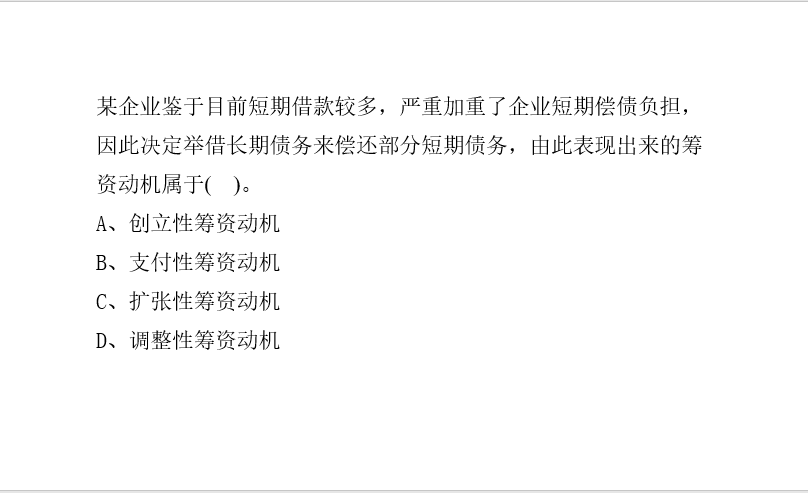 某企业鉴于目前短期借款较多，严重加重了企业短期偿债负担，
因此决定举借长期债务来偿还部分短期债务，由此表现出来的筹
资动机属于(　)。
A、创立性筹资动机
B、支付性筹资动机
C、扩张性筹资动机
D、调整性筹资动机